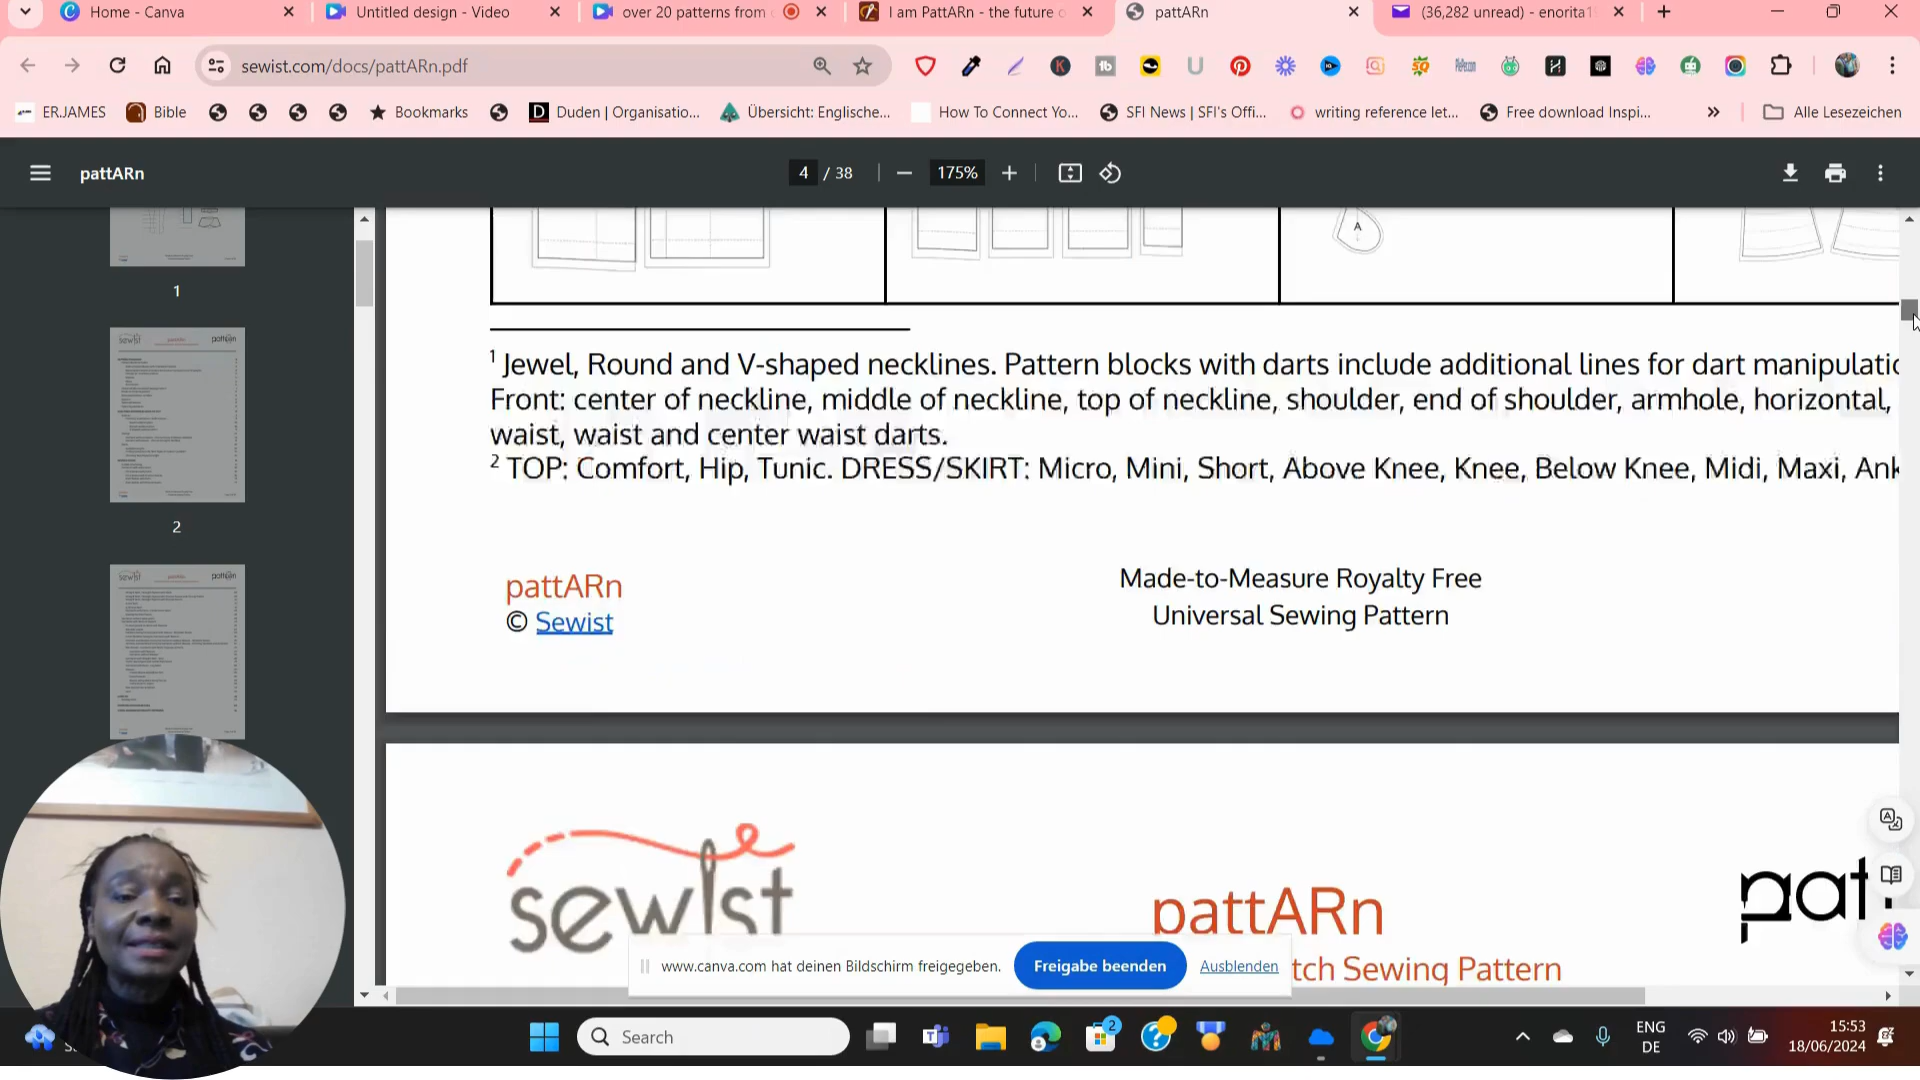 Home - Canva
Untitled design - Video
over 20 patterns from
I am PattARn - the future o
pattARn
(36,282 unread) - enorita1
sewist.com/docs/pattARn.pdf
ER.JAMES
Bible
Bookmarks
Duden | Organisatio...
Übersicht: Englische...
How To Connect Yo...
SFI News | SFI's Offi...
writing reference let...
Free download Inspi...
Alle Lesezeichen
pattARn
4 / 38
175%
1
2
A
1 Jewel, Round and V-shaped necklines. Pattern blocks with darts include additional lines for dart manipulatic
Front: center of neckline, middle of neckline, top of neckline, shoulder, end of shoulder, armhole, horizontal,
waist, waist and center waist darts.
2 TOP: Comfort, Hip, Tunic. DRESS/SKIRT: Micro, Mini, Short, Above Knee, Knee, Below Knee, Midi, Maxi, Ank
pattARn
© Sewist
Made-to-Measure Royalty Free
Universal Sewing Pattern
sewist
pattARn
pat
tch Sewing Pattern
www.canva.com hat deinen Bildschirm freigegeben.
Freigabe beenden
Ausblenden
Search
2
ENG
DE
15:53
18/06/2024